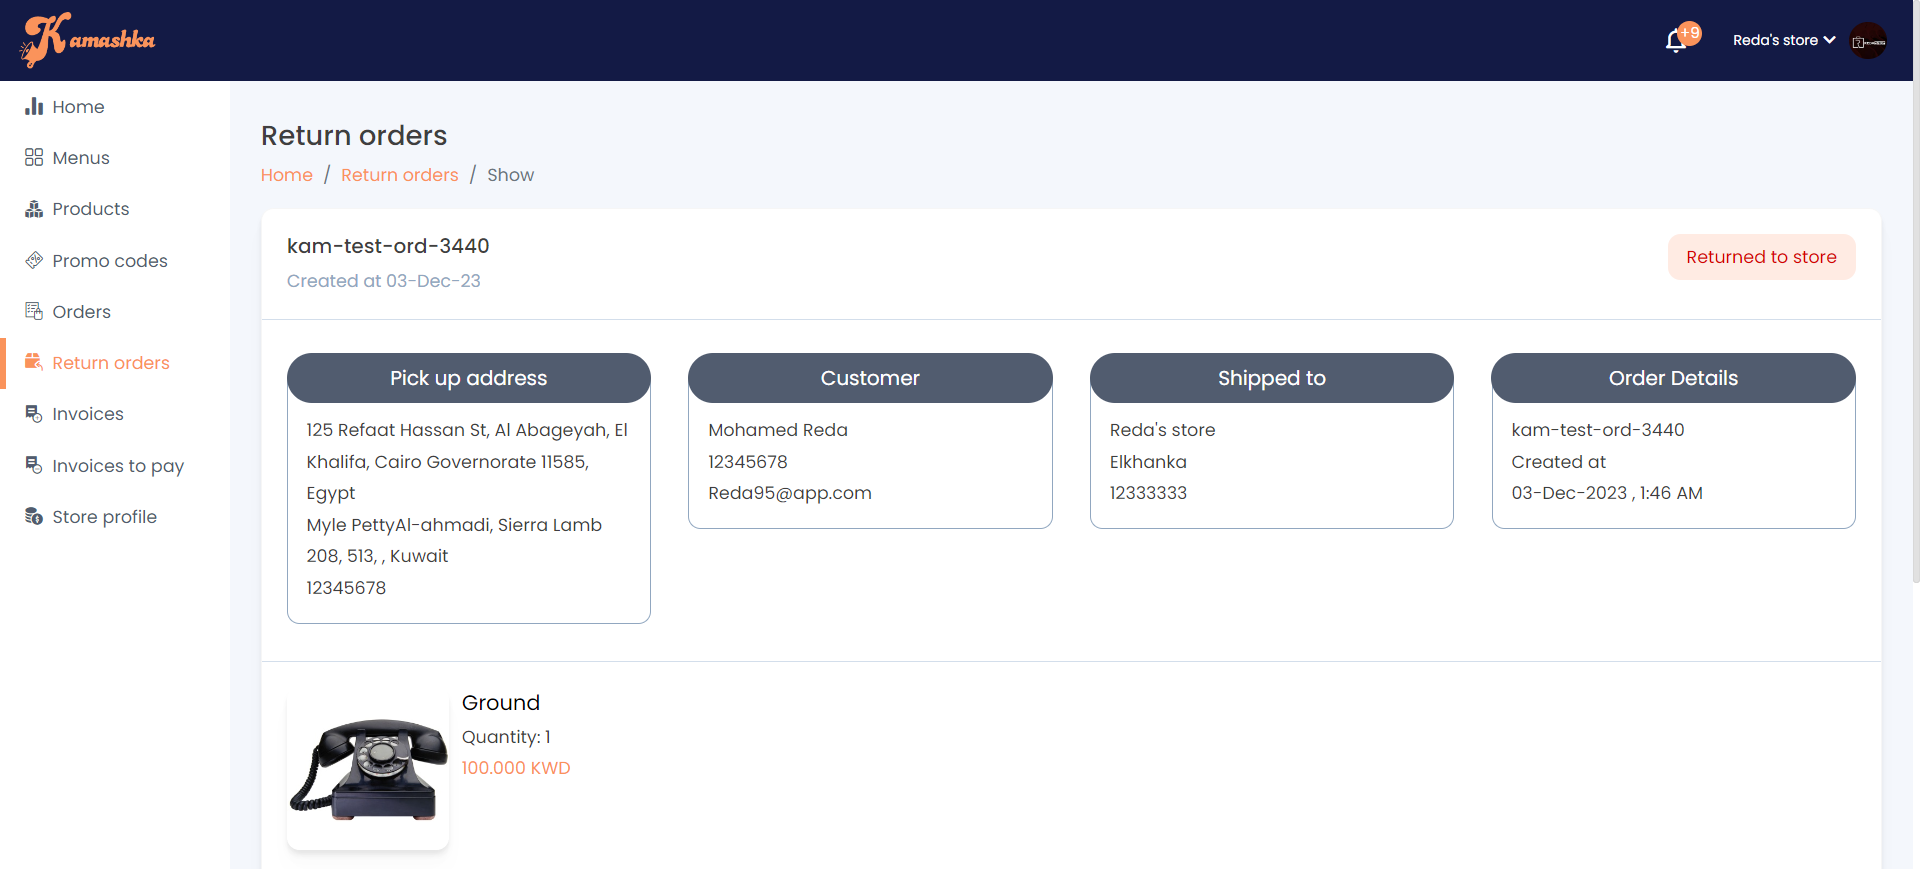 Kamashka
+9
Reda's store
Home
Menus
Products
Promo codes
Orders
Return orders
Invoices
Invoices to pay
Store profile
Return orders
Home / Return orders / Show
kam-test-ord-3440
Created at 03-Dec-23
Returned to store
Pick up address
125 Refaat Hassan St, Al Abageyah, El
Khalifa, Cairo Governorate 11585,
Egypt
Myle PettyAl-ahmadi, Sierra Lamb
208, 513, , Kuwait
12345678
Customer
Mohamed Reda
12345678
Reda95@app.com
Shipped to
Reda's store
Elkhanka
12333333
Order Details
kam-test-ord-3440
Created at
03-Dec-2023 , 1:46 AM
Ground
Quantity: 1
100.000 KWD